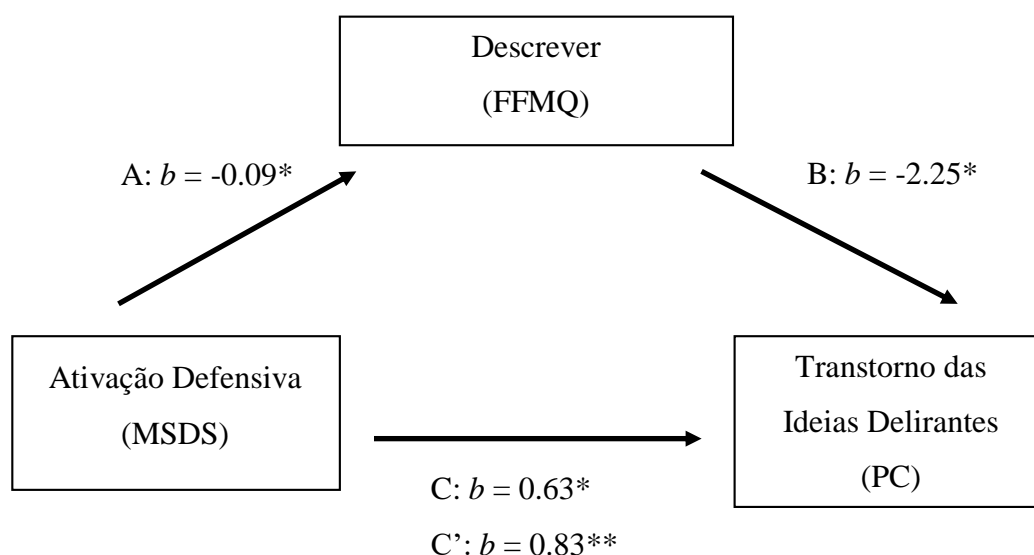 Descrever
(FFMQ)
A: b = -0.09*
B: b = -2.25*
Ativação Defensiva
(MSDS)
Transtorno das
Ideias Delirantes
(PC)
C: b = 0.63*
C’: b = 0.83**